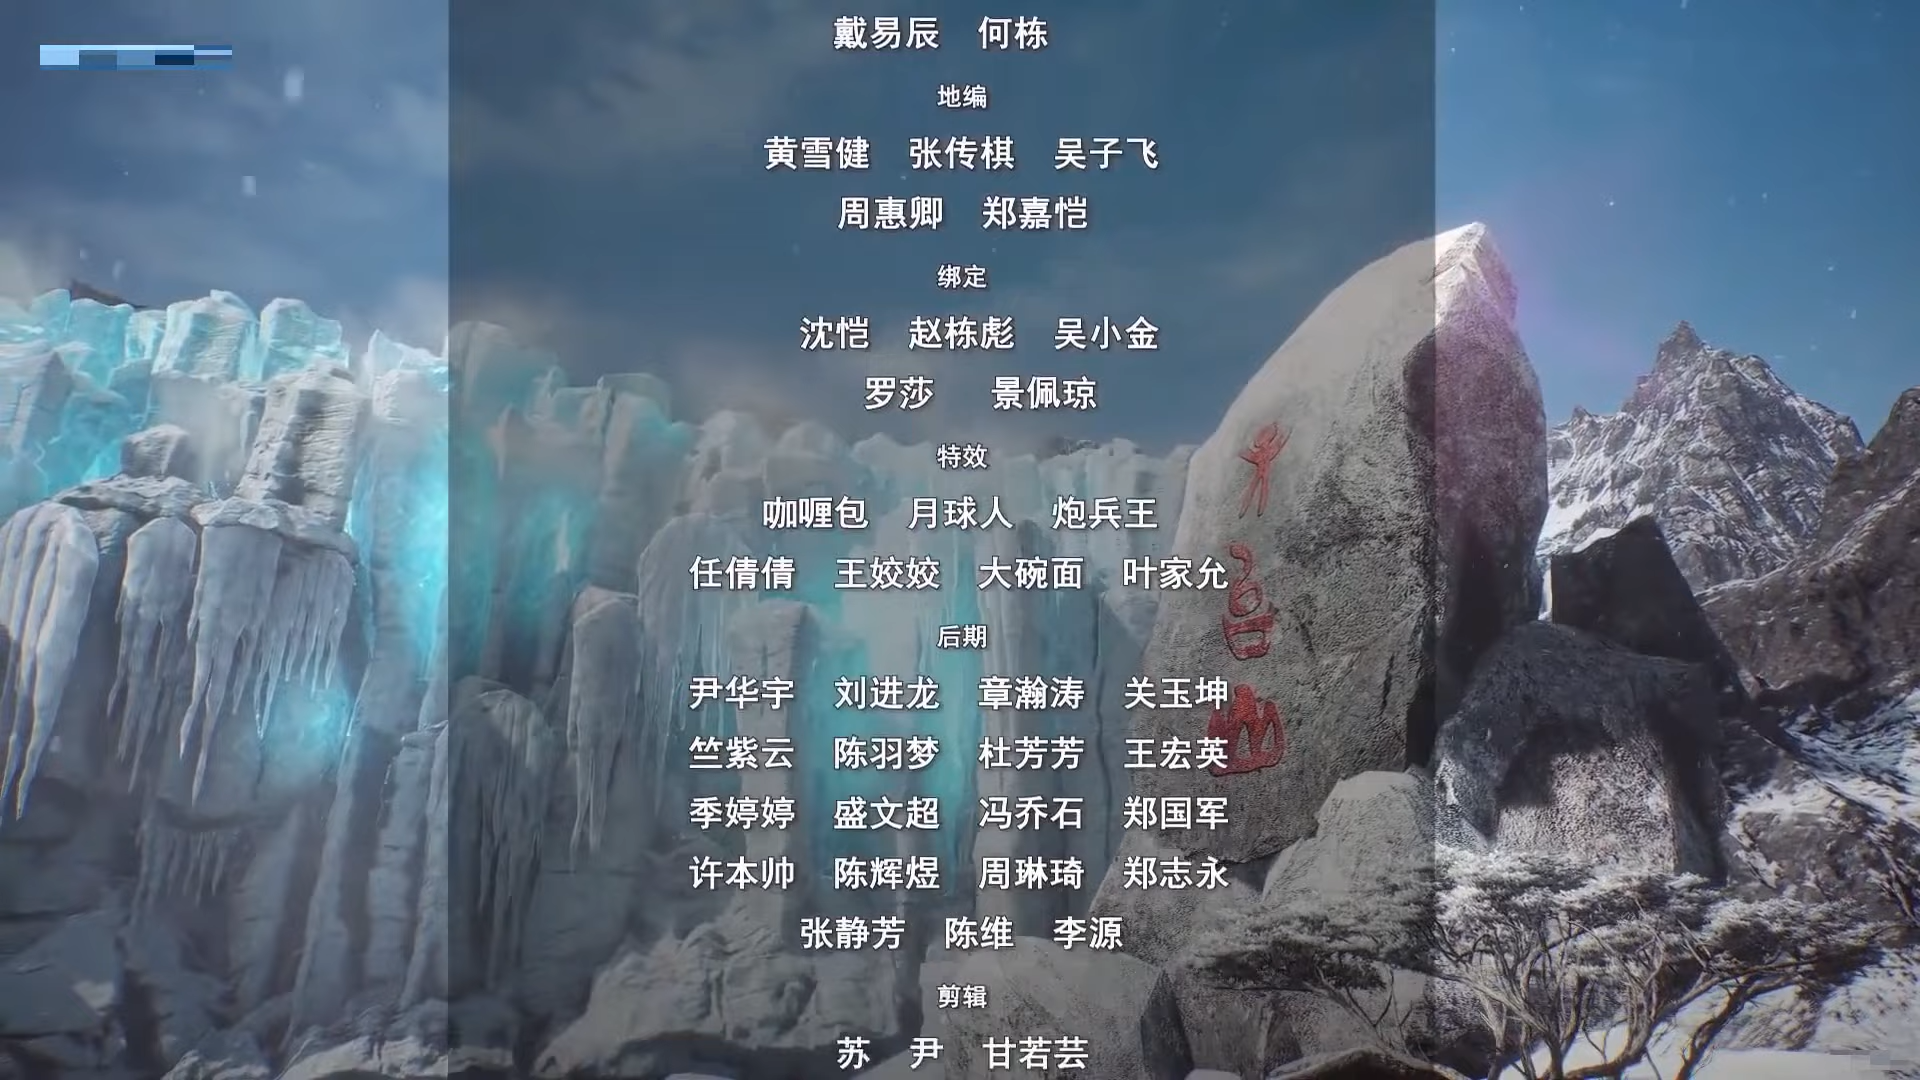 戴易辰 何栋
地编
黄雪健 张传棋 吴子飞
周惠卿 郑嘉恺
绑定
沈恺 赵栋彪 吴小金
罗莎 景佩琼
特效
咖喱包 月球人 炮兵王
任倩倩 王姣姣 大碗面 叶家允
后期
尹华宇 刘进龙 章瀚涛 关玉坤
竺紫云 陈羽梦 杜芳芳 王宏英
季婷婷 盛文超 冯乔石 郑国军
许本帅 陈辉煜 周琳琦 郑志永
张静芳 陈维 李源
剪辑
苏 尹 甘若芸